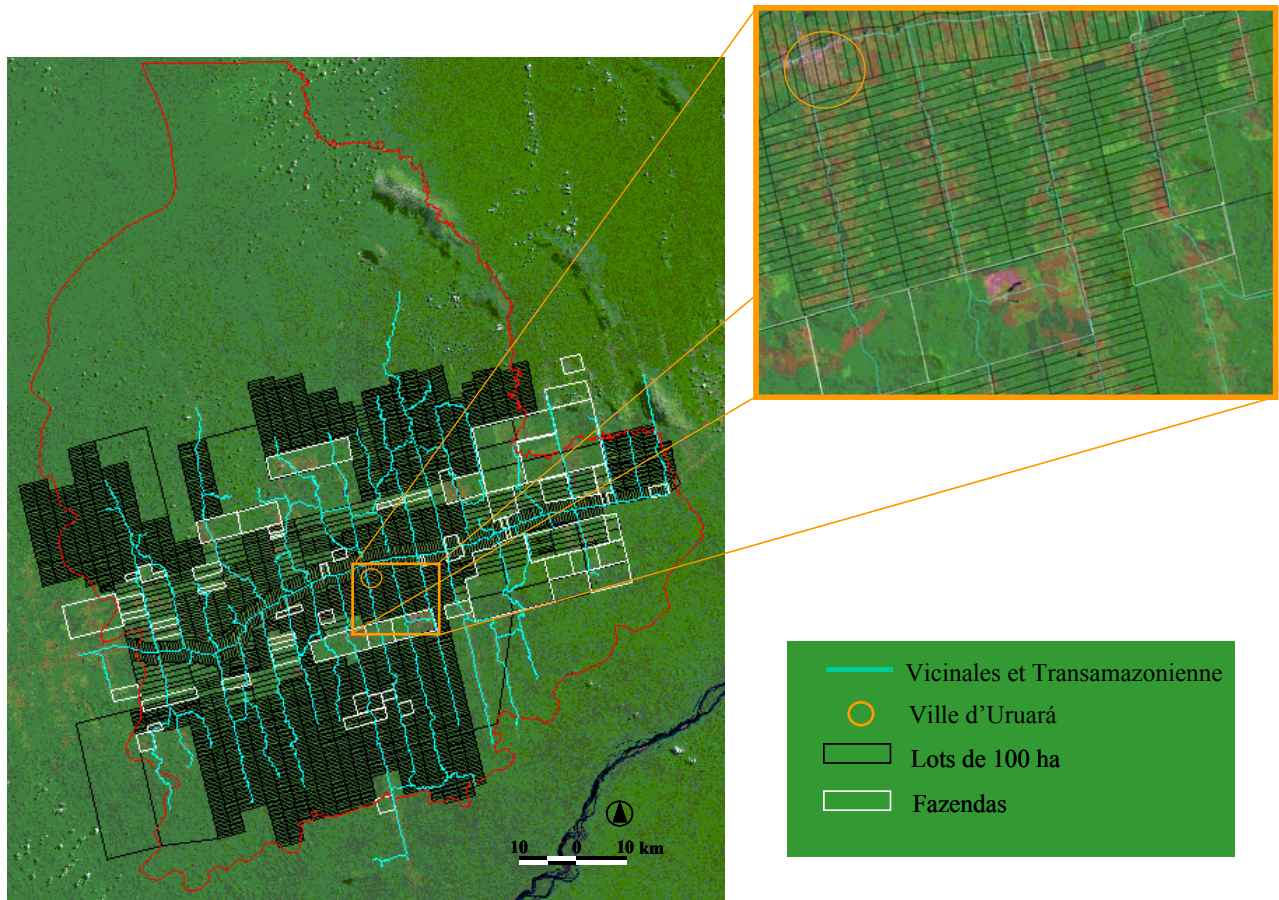 Vicinales et Transamazonienne
Ville d'Uruará
Lots de 100 ha
Fazendas
10 0 10 km